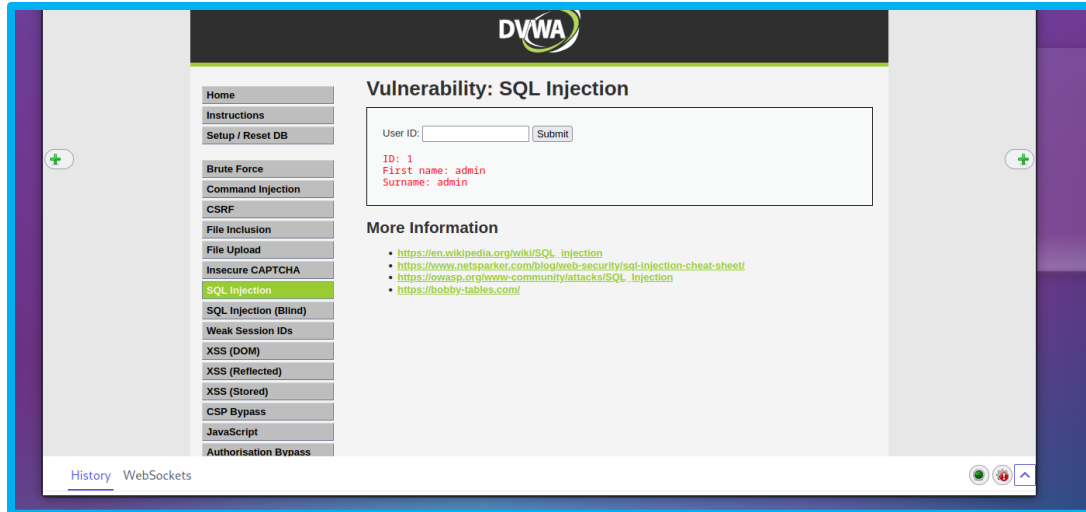 DVWA
Vulnerability: SQL Injection
Home
Instructions
Setup / Reset DB
Brute Force
Command Injection
CSRF
File Inclusion
File Upload
Insecure CAPTCHA
SQL Injection
SQL Injection (Blind)
Weak Session IDs
XSS (DOM)
XSS (Reflected)
XSS (Stored)
CSP Bypass
JavaScript
Authorisation Bypass
User ID: Submit
ID: 1
First name: admin
Surname: admin
More Information
https://en.wikipedia.org/wiki/SQL_injection
https://www.netsparker.com/blog/web-security/sql-injection-cheat-sheet/
https://owasp.org/www-community/attacks/SQL_Injection
https://bobby-tables.com/
History WebSockets